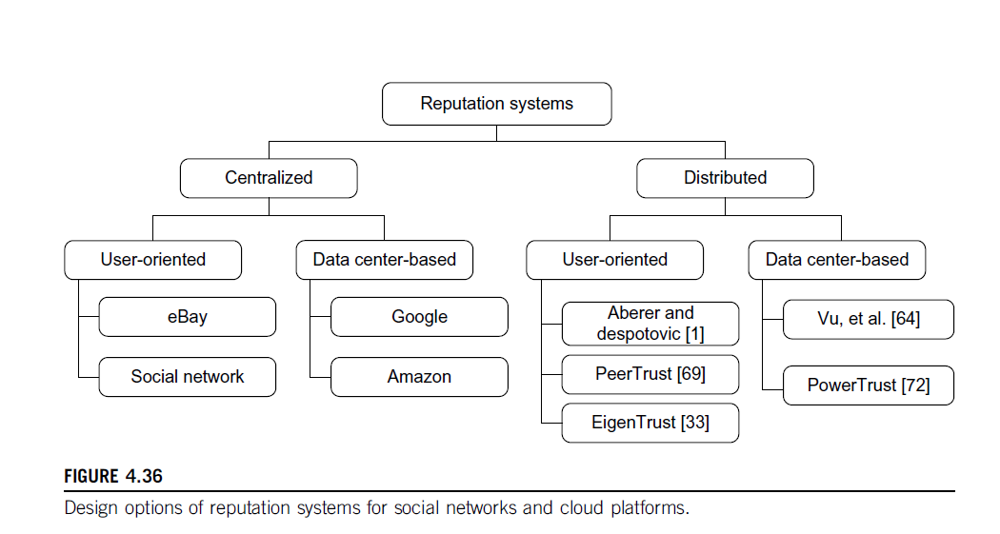 Reputation systems
Centralized
Distributed
User-oriented
Data center-based
User-oriented
Data center-based
eBay
Google
Aberer and
despotovic [1]
Vu, et al. [64]
Social network
Amazon
PeerTrust [69]
PowerTrust [72]
EigenTrust [33]
FIGURE 4.36
Design options of reputation systems for social networks and cloud platforms.